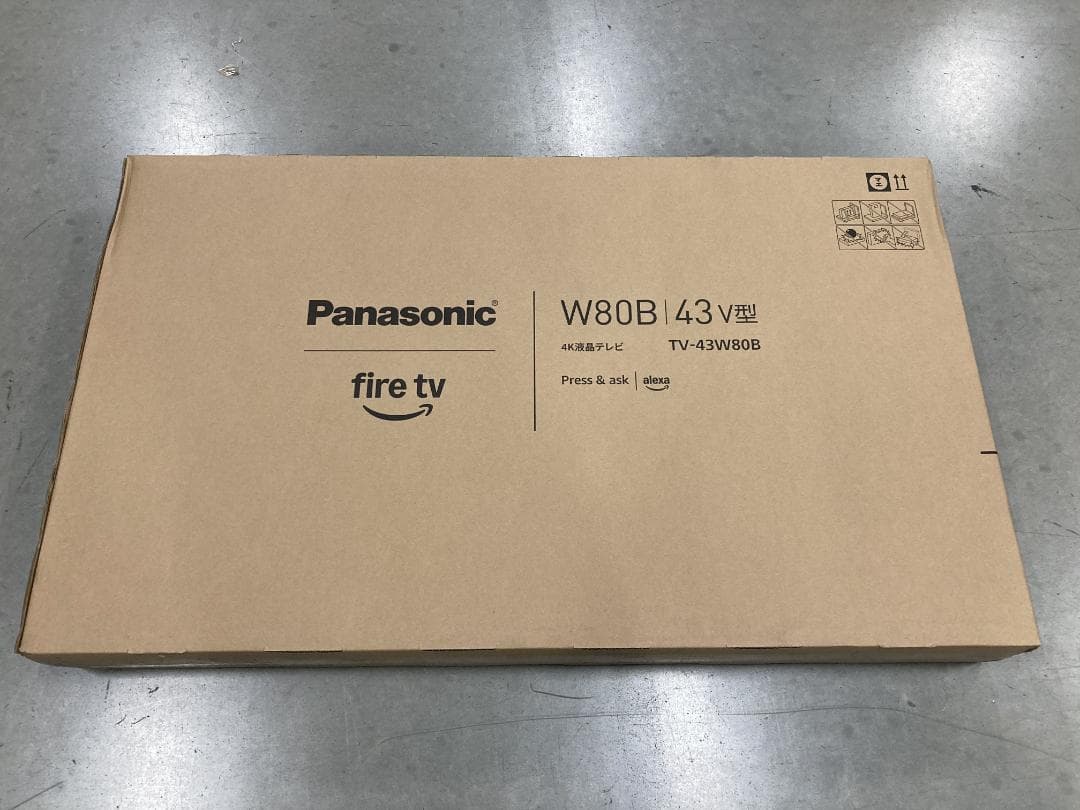 Panasonic®
fire tv
W80B | 43V型
4K液晶テレビ TV-43W80B
Press & ask | alexa